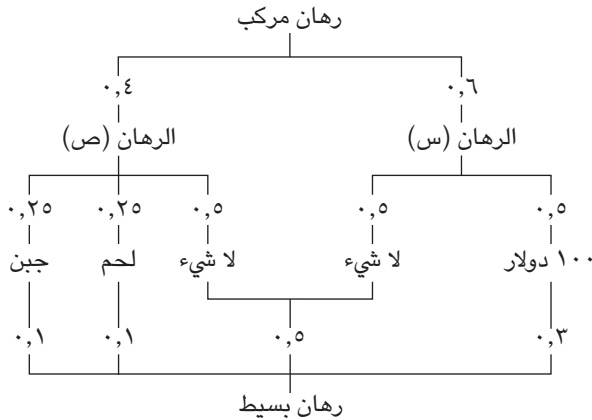 رهان مركب
٠,٦ ٠,٤
الرهان (س) الرهان (ص)
٠,٥ ٠,٥ ٠,٥ ٠,٢٥ ٠,٢٥
١٠٠ دولار لا شيء لا شيء لحم جبن
٠,٣ ٠,٥ ٠,١ ٠,١
رهان بسيط